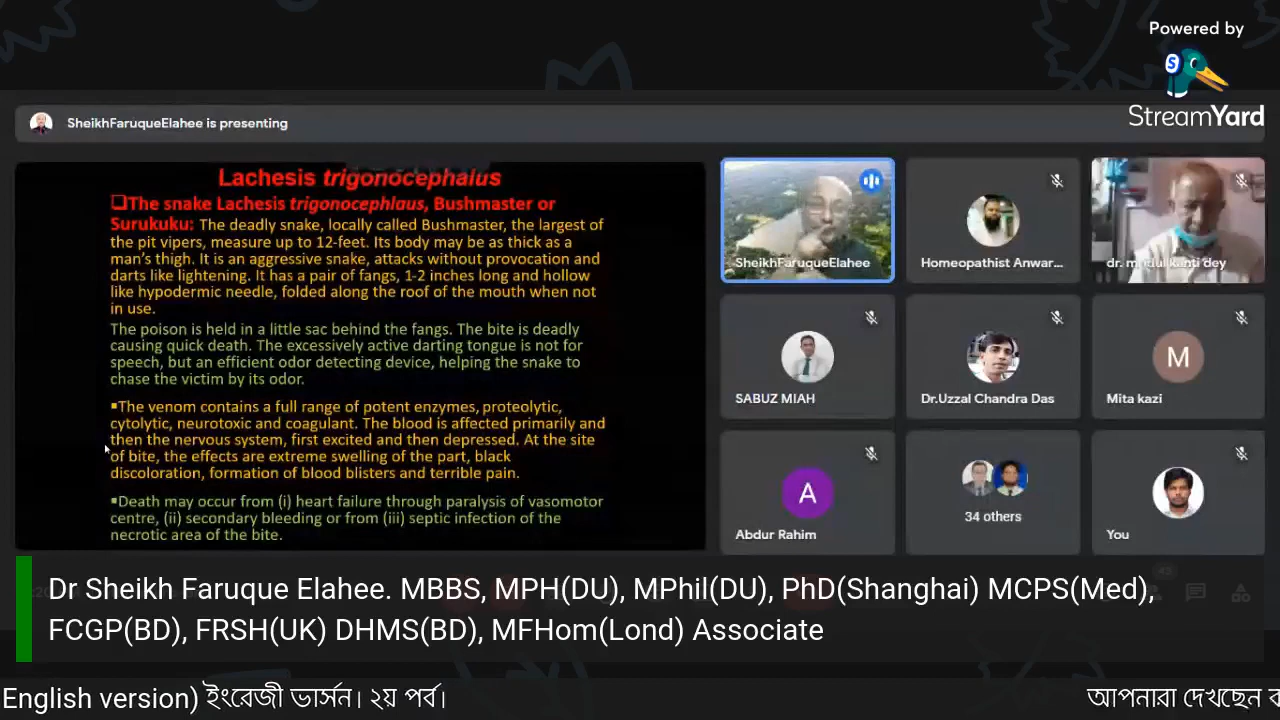 Powered by
S
StreamYard
SheikhFaruqueElahee is presenting
Lachesis trigonocephalus
❑The snake Lachesis trigonocephlaus, Bushmaster or
Surukuku: The deadly snake, locally called Bushmaster, the largest of
the pit vipers, measure up to 12-feet. Its body may be as thick as a
man's thigh. It is an aggressive snake, attacks without provocation and
darts like lightening. It has a pair of fangs, 1-2 inches long and hollow
like hypodermic needle, folded along the roof of the mouth when not
in use.
The poison is held in a little sac behind the fangs. The bite is deadly
causing quick death. The excessively active darting tongue is not for
speech, but an efficient odor detecting device, helping the snake to
chase the victim by its odor.
▪The venom contains a full range of potent enzymes, proteolytic,
cytolytic, neurotoxic and coagulant. The blood is affected primarily and
then the nervous system, first excited and then depressed. At the site
of bite, the effects are extreme swelling of the part, black
discoloration, formation of blood blisters and terrible pain.
▪Death may occur from (i) heart failure through paralysis of vasomotor
centre, (ii) secondary bleeding or from (iii) septic infection of the
necrotic area of the bite.
SheikhFaruqueElahee
Homeopathist Anwar...
dr. kanti dey
SABUZ MIAH
Dr.Uzzal Chandra Das
M
Mita kazi
A
Abdur Rahim
34 others
You
43
Dr Sheikh Faruque Elahee. MBBS, MPH(DU), MPhil(DU), PhD(Shanghai) MCPS(Med),
FCGP(BD), FRSH(UK) DHMS(BD), MFHom(Lond) Associate
English version) ইংরেজী ভার্সন। ২য় পর্ব।
আপনারা দেখছেন